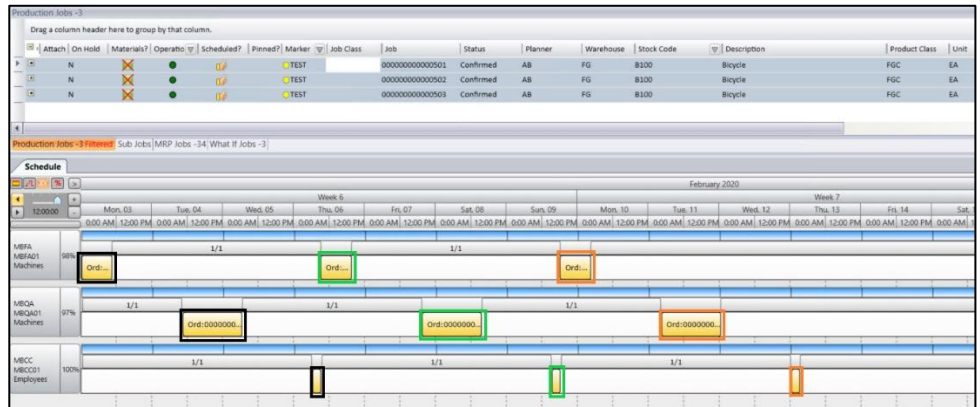 Production Jobs -3
Drag a column header here to group by that column.
Attach On Hold Materials? Operatio Scheduled? Pinned? Marker Job Class Job Status Planner Warehouse Stock Code Description Product Class Unit
N TEST 000000000000501 Confirmed AB FG B100 Bicycle FGC EA
N TEST 000000000000502 Confirmed AB FG B100 Bicycle FGC EA
N TEST 000000000000503 Confirmed AB FG B100 Bicycle FGC EA
Production Jobs -3 Filtered Sub Jobs MRP Jobs -34 What If Jobs -3
Schedule
February 2020
Week 6 Week 7
12:00:00 Mon, 03 Tue, 04 Wed, 05 Thu, 06 Fri, 07 Sat, 08 Sun, 09 Mon, 10 Tue, 11 Wed, 12 Thu, 13 Fri, 14 Sat,
0:00 AM 12:00 PM 0:00 AM 12:00 PM 0:00 AM 12:00 PM 0:00 AM 12:00 PM 0:00 AM 12:00 PM 0:00 AM 12:00 PM 0:00 AM 12:00 PM 0:00 AM 12:00 PM 0:00 AM 12:00 PM 0:00 AM 12:00 PM 0:00 AM 12:00 PM 0:00 AM 12:00 PM 0:00 AM
MBFA 1/1 1/1
MBFA01 98%
Machines Ord:... Ord:... Ord:...
MBQA 1/1 1/1 1/1
MBQA01 97%
Machines Ord:0000000... Ord:0000000... Ord:0000000...
MBCC 1/1 1/1 1/1
MBCC01 100%
Employees